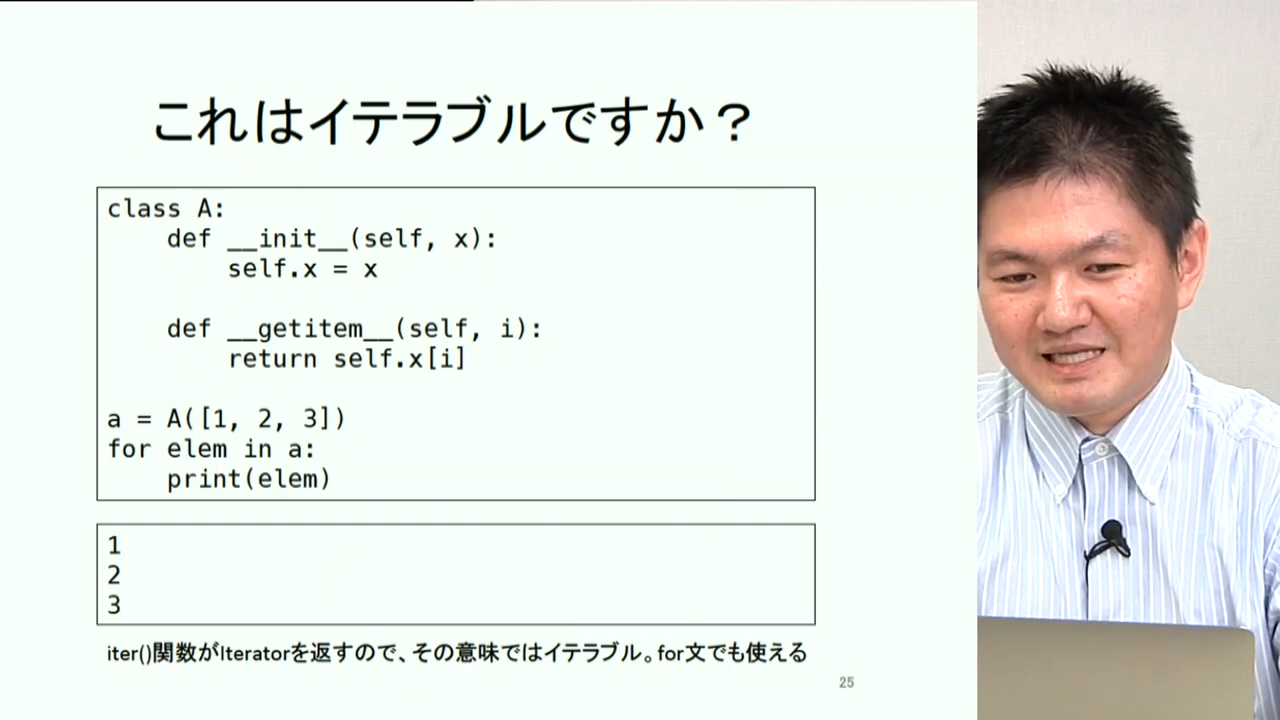 これはイテラブルですか？
class A:
    def __init__(self, x):
        self.x = x
    def __getitem__(self, i):
        return self.x[i]
a = A([1, 2, 3])
for elem in a:
    print(elem)
1
2
3
iter()関数がIteratorを返すので、その意味ではイテラブル。for文でも使える
25